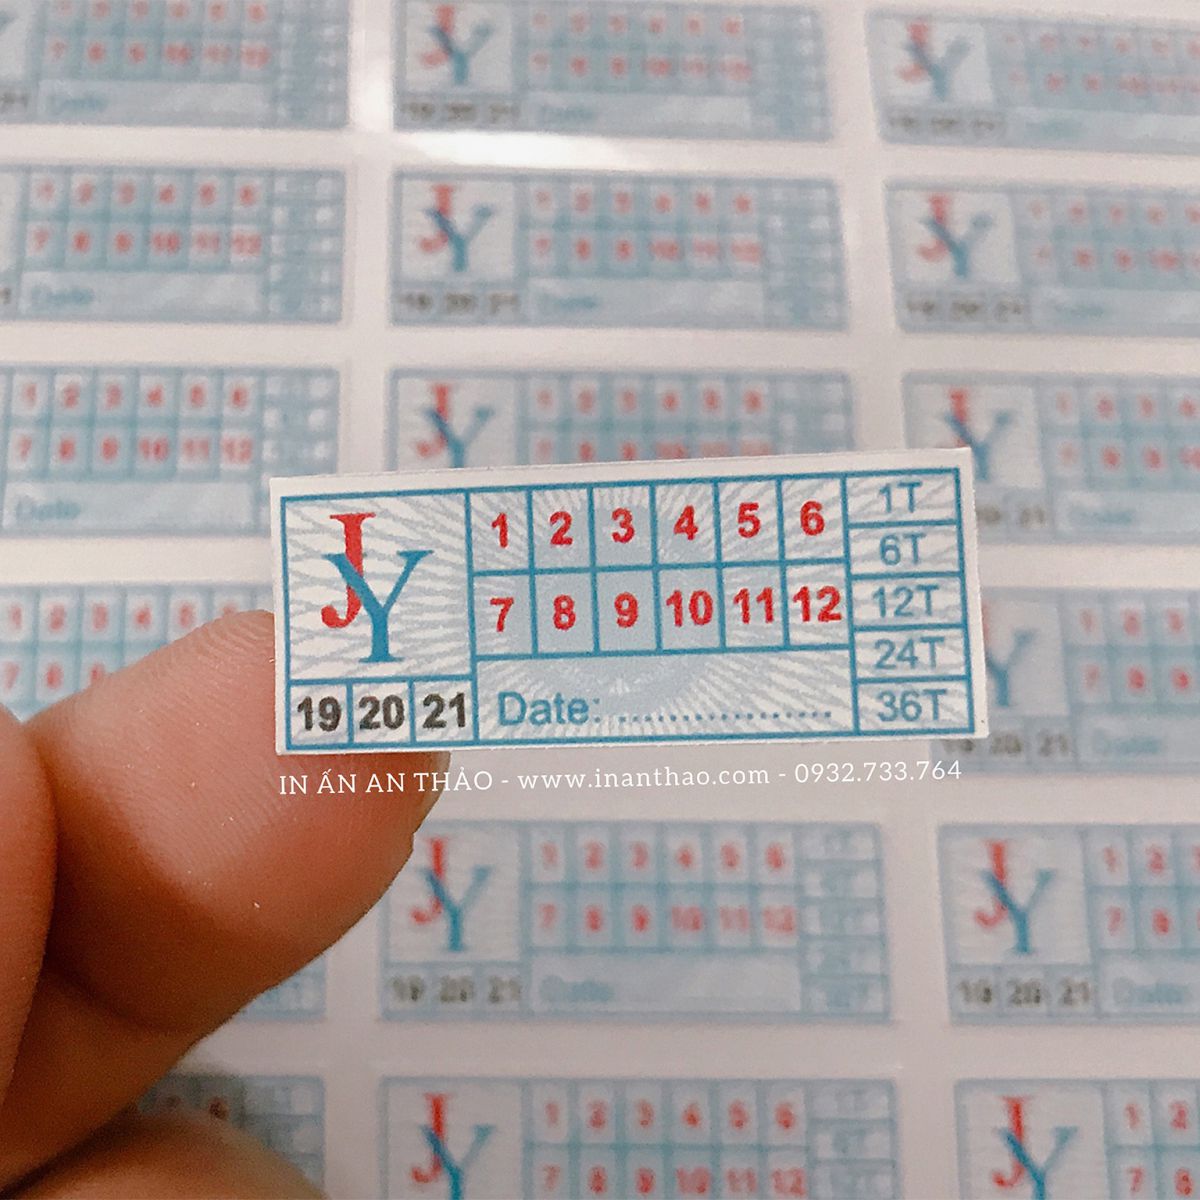 JY
1 2 3 4 5 6
7 8 9 10 11 12
1T
6T
12T
24T
36T
19 20 21
Date: ..................
IN ẤN AN THẢO - www.inanthao.com - 0932.733.764